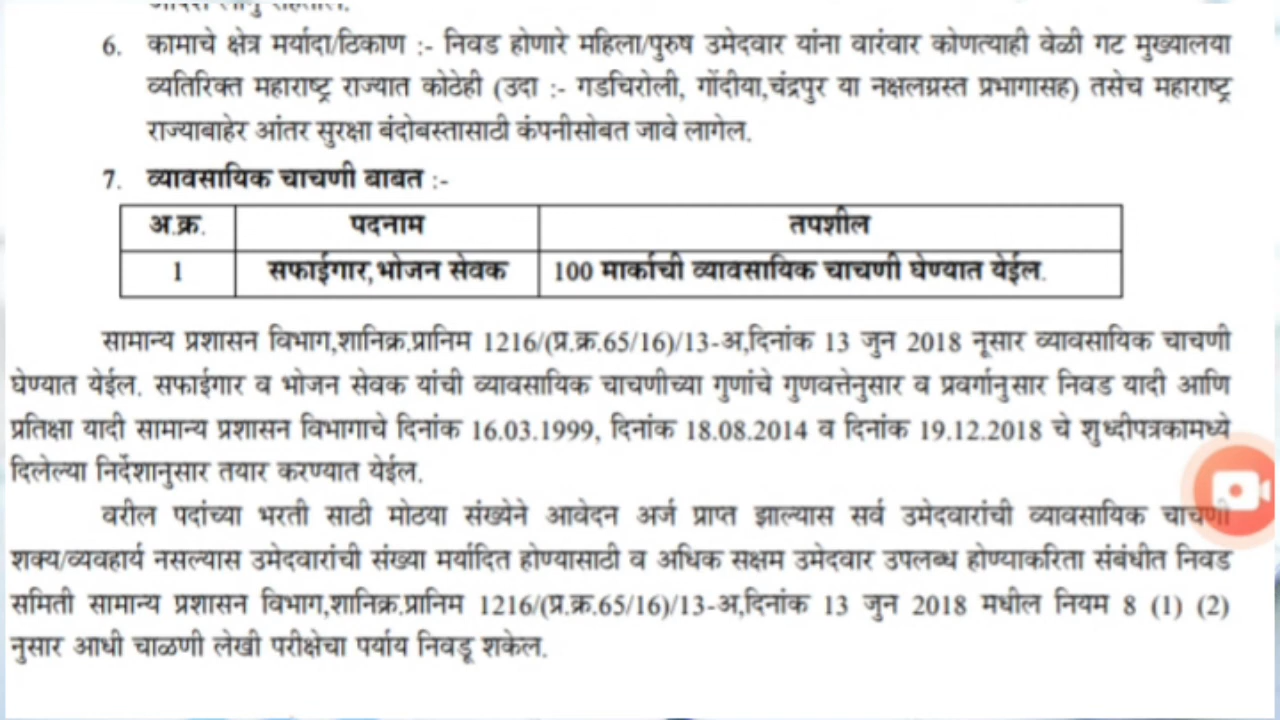 6. कामाचे क्षेत्र मर्यादा/ठिकाण :- निवड होणारे महिला/पुरुष उमेदवार यांना वारंवार कोणत्याही वेळी गट मुख्यालया
व्यतिरिक्त महाराष्ट्र राज्यात कोठेही (उदा :- गडचिरोली, गोंदीया,चंद्रपुर या नक्षलग्रस्त प्रभागासह) तसेच महाराष्ट्र
राज्याबाहेर आंतर सुरक्षा बंदोबस्तासाठी कंपनीसोबत जावे लागेल.
7. व्यावसायिक चाचणी बाबत :-
अ.क्र. पदनाम तपशील
1 सफाईगार,भोजन सेवक 100 मार्काची व्यावसायिक चाचणी घेण्यात येईल.
सामान्य प्रशासन विभाग,शानिक्र.प्रानिम 1216/(प्र.क्र.65/16)/13-अ,दिनांक 13 जुन 2018 नूसार व्यावसायिक चाचणी
घेण्यात येईल. सफाईगार व भोजन सेवक यांची व्यावसायिक चाचणीच्या गुणांचे गुणवत्तेनुसार व प्रवर्गानुसार निवड यादी आणि
प्रतिक्षा यादी सामान्य प्रशासन विभागाचे दिनांक 16.03.1999, दिनांक 18.08.2014 व दिनांक 19.12.2018 चे शुध्दीपत्रकामध्ये
दिलेल्या निर्देशानुसार तयार करण्यात येईल.
वरील पदांच्या भरती साठी मोठया संख्येने आवेदन अर्ज प्राप्त झाल्यास सर्व उमेदवारांची व्यावसायिक चाचणी
शक्य/व्यवहार्य नसल्यास उमेदवारांची संख्या मर्यादित होण्यासाठी व अधिक सक्षम उमेदवार उपलब्ध होण्याकरिता संबंधीत निवड
समिती सामान्य प्रशासन विभाग,शानिक्र.प्रानिम 1216/(प्र.क्र.65/16)/13-अ,दिनांक 13 जुन 2018 मधील नियम 8 (1) (2)
नुसार आधी चाळणी लेखी परीक्षेचा पर्याय निवडू शकेल.